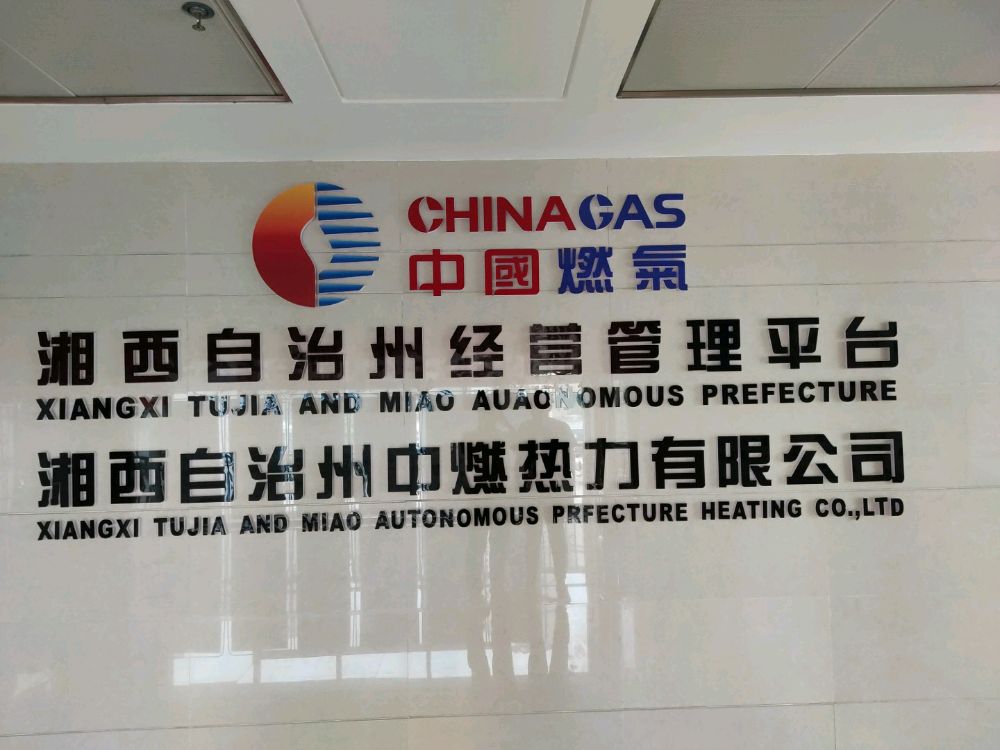 CHINAGAS
中國燃氣
湘西自治州经营管理平台
XIANGXI TUJIA AND MIAO AUAONOMOUS PREFECTURE
湘西自治州中燃热力有限公司
XIANGXI TUJIA AND MIAO AUTONOMOUS PRFECTURE HEATING CO.,LTD